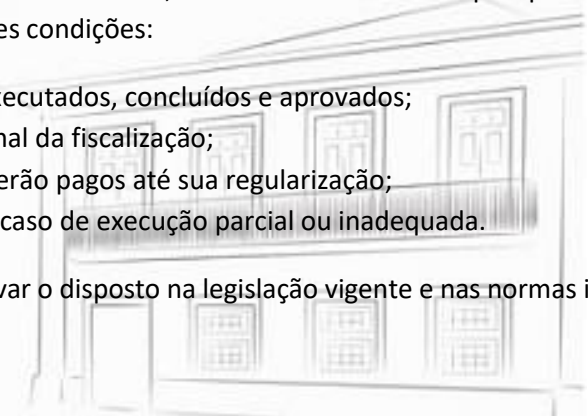 es condições:
xecutados, concluídos e aprovados;
nal da fiscalização;
erão pagos até sua regularização;
caso de execução parcial ou inadequada.
var o disposto na legislação vigente e nas normas i